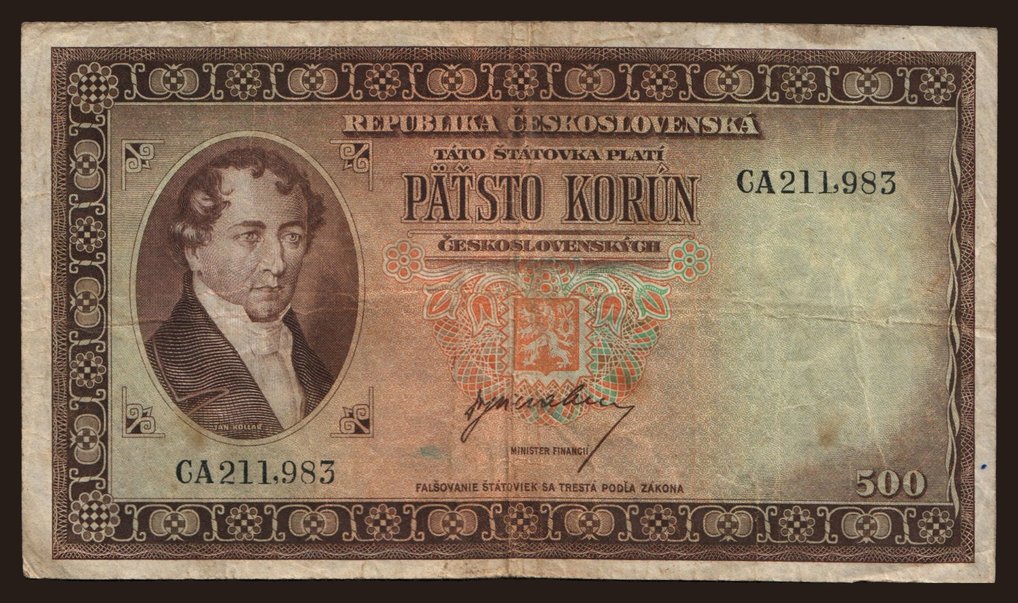 REPUBLIKA ČESKOSLOVENSKÁ
TÁTO ŠTÁTOVKA PLATÍ
PÄŤSTO KORÚN
ČESKOSLOVENSKÝCH
CA211,983
JÁN KOLLÁR
CA211,983
MINISTER FINANCIÍ
FALŠOVANIE ŠTÁTOVIEK SA TRESTÁ PODĽA ZÁKONA
500